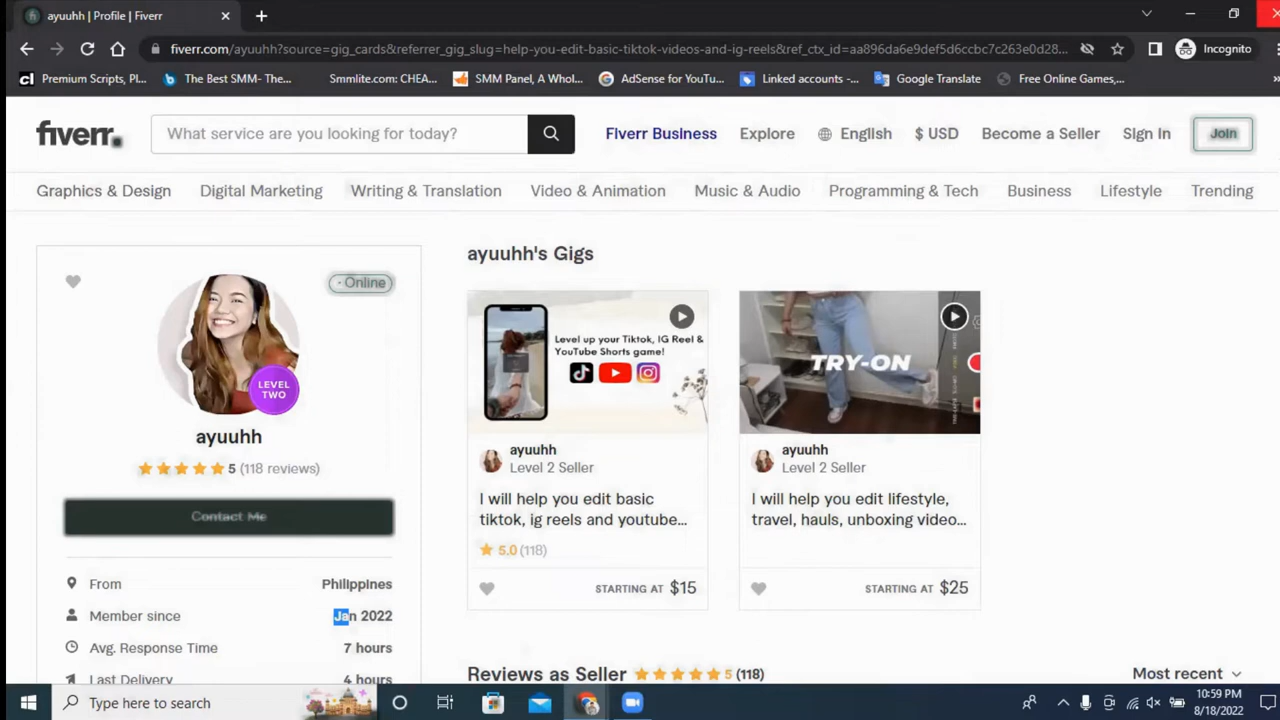 ayuuhh | Profile | Fiverr
fiverr.com/ayuuhh?source=gig_cards&referrer_gig_slug=help-you-edit-basic-tiktok-videos-and-ig-reels&ref_ctx_id=aa896da6e9def5d6ccbc7c263e0d28...
Incognito
Premium Scripts, Pl...
The Best SMM- The...
Smmlite.com: CHEA...
SMM Panel, A Whol...
AdSense for YouTu...
Linked accounts -...
Google Translate
Free Online Games,...
fiverr.
What service are you looking for today?
Fiverr Business
Explore
English
$ USD
Become a Seller
Sign In
Join
Graphics & Design
Digital Marketing
Writing & Translation
Video & Animation
Music & Audio
Programming & Tech
Business
Lifestyle
Trending
Online
LEVEL
TWO
ayuuhh
5 (118 reviews)
Contact Me
From
Philippines
Member since
Jan 2022
Avg. Response Time
7 hours
Last Delivery
4 hours
ayuuhh's Gigs
Level up your Tiktok, IG Reel &
YouTube Shorts game!
ayuuhh
Level 2 Seller
I will help you edit basic
tiktok, ig reels and youtube...
5.0 (118)
STARTING AT $15
TRY-ON
ayuuhh
Level 2 Seller
I will help you edit lifestyle,
travel, hauls, unboxing video...
STARTING AT $25
Reviews as Seller
5 (118)
Most recent
Type here to search
10:59 PM
8/18/2022